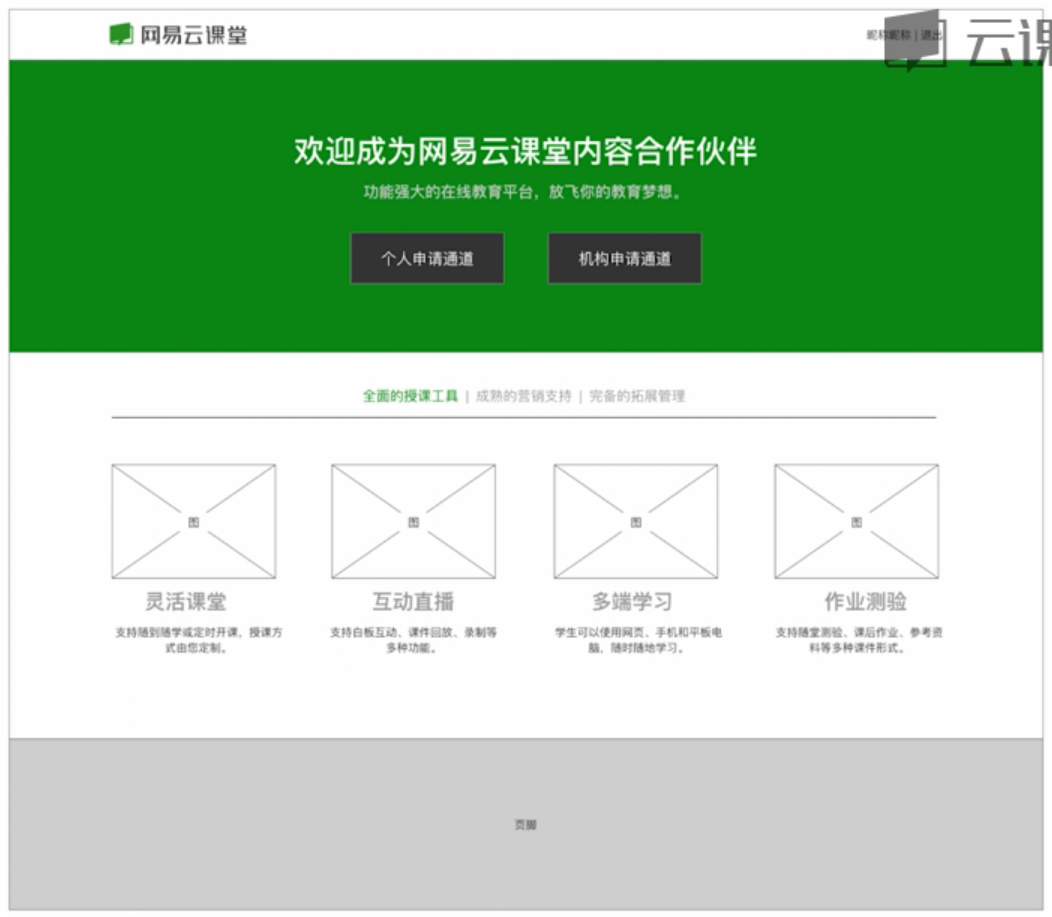 网易云课堂
昵称昵称 | 退出
云课
欢迎成为网易云课堂内容合作伙伴
功能强大的在线教育平台，放飞你的教育梦想。
个人申请通道
机构申请通道
全面的授课工具 | 成熟的营销支持 | 完备的拓展管理
图
图
图
图
灵活课堂
互动直播
多端学习
作业测验
支持随到随学或定时开课，授课方
式由您定制。
支持白板互动、课件回放、录制等
多种功能。
学生可以使用网页、手机和平板电
脑，随时随地学习。
支持随堂测验、课后作业、参考资
料等多种课件形式。
页脚